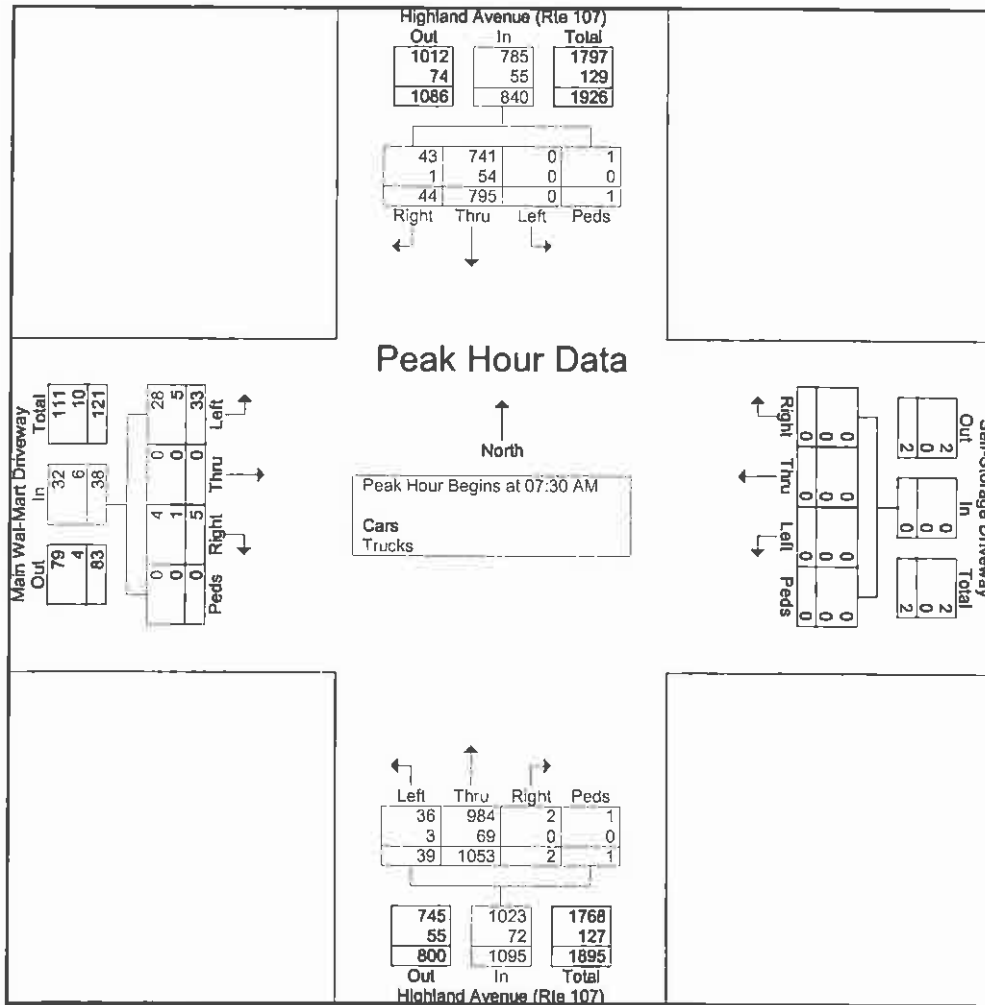 Highland Avenue (Rte 107)
Out In Total
1012 785 1797
74 55 129
1086 840 1926
43 741 0 1
1 54 0 0
44 795 0 1
Right Thru Left Peds
Peak Hour Data
North
Peak Hour Begins at 07:30 AM
Cars
Trucks
Main Wal-Mart Driveway
Out In Total
79 32 111
4 6 10
83 38 121
28 0 4 0
5 0 1 0
33 0 5 0
Left Thru Right Peds
Right Thru Left Peds
0 0 0 0
0 0 0 0
0 0 0 0
2 0 2
0 0 0
2 0 2
Out In Total
Self-Storage Driveway
Left Thru Right Peds
36 984 2 1
3 69 0 0
39 1053 2 1
745 1023 1768
55 72 127
800 1095 1895
Out In Total
Highland Avenue (Rte 107)